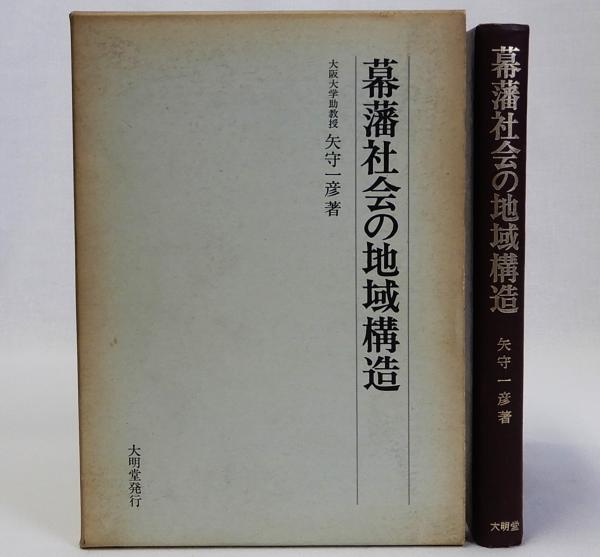 幕藩社会の地域構造
大阪大学助教授 矢守一彦著
大明堂発行
幕藩社会の地域構造
矢守一彦著
大明堂